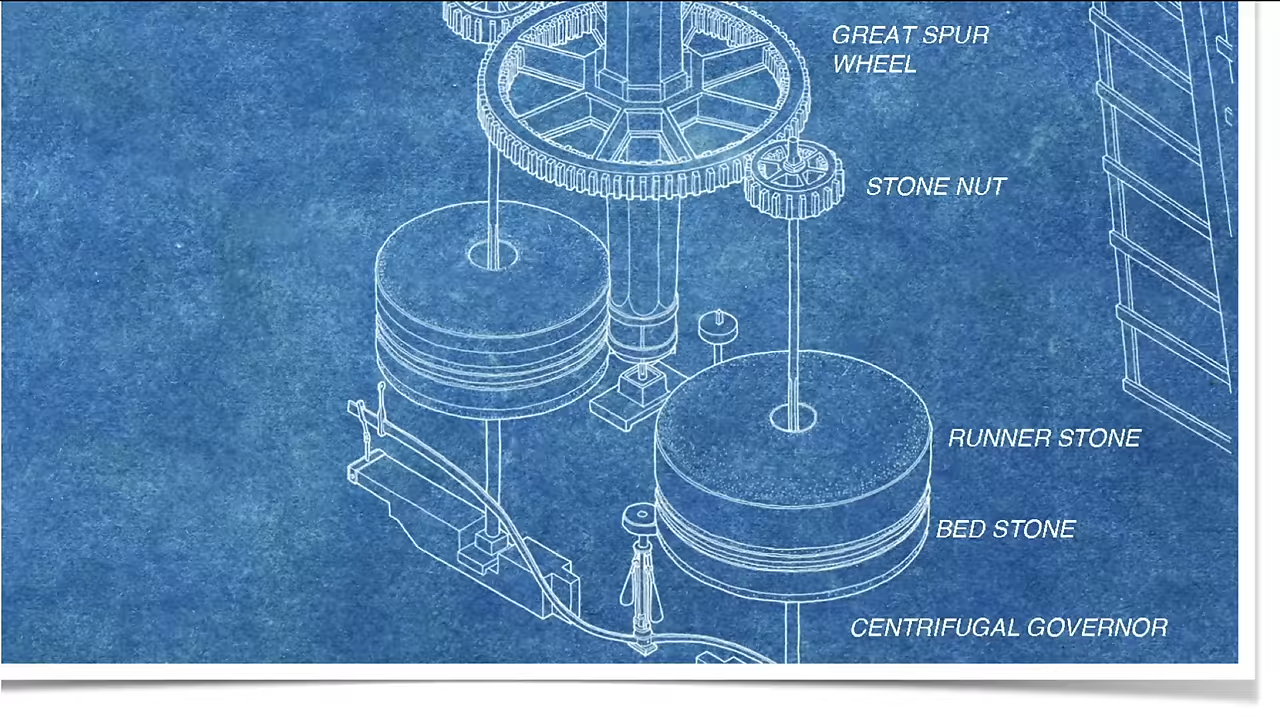 GREAT SPUR
WHEEL
STONE NUT
RUNNER STONE
BED STONE
CENTRIFUGAL GOVERNOR